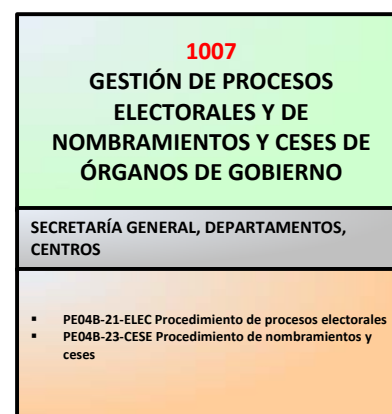 1007
GESTIÓN DE PROCESOS
ELECTORALES Y DE
NOMBRAMIENTOS Y CESES DE
ÓRGANOS DE GOBIERNO
SECRETARÍA GENERAL, DEPARTAMENTOS,
CENTROS
▪ PE04B-21-ELEC Procedimiento de procesos electorales
▪ PE04B-23-CESE Procedimiento de nombramientos y
ceses